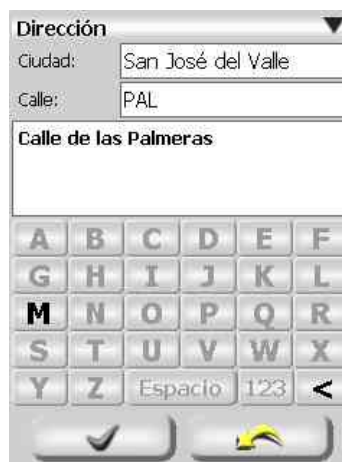 Dirección
Ciudad: San José del Valle
Calle: PAL
Calle de las Palmeras
A B C D E F
G H I J K L
M N O P Q R
S T U V W X
Y Z Espacio 123 <